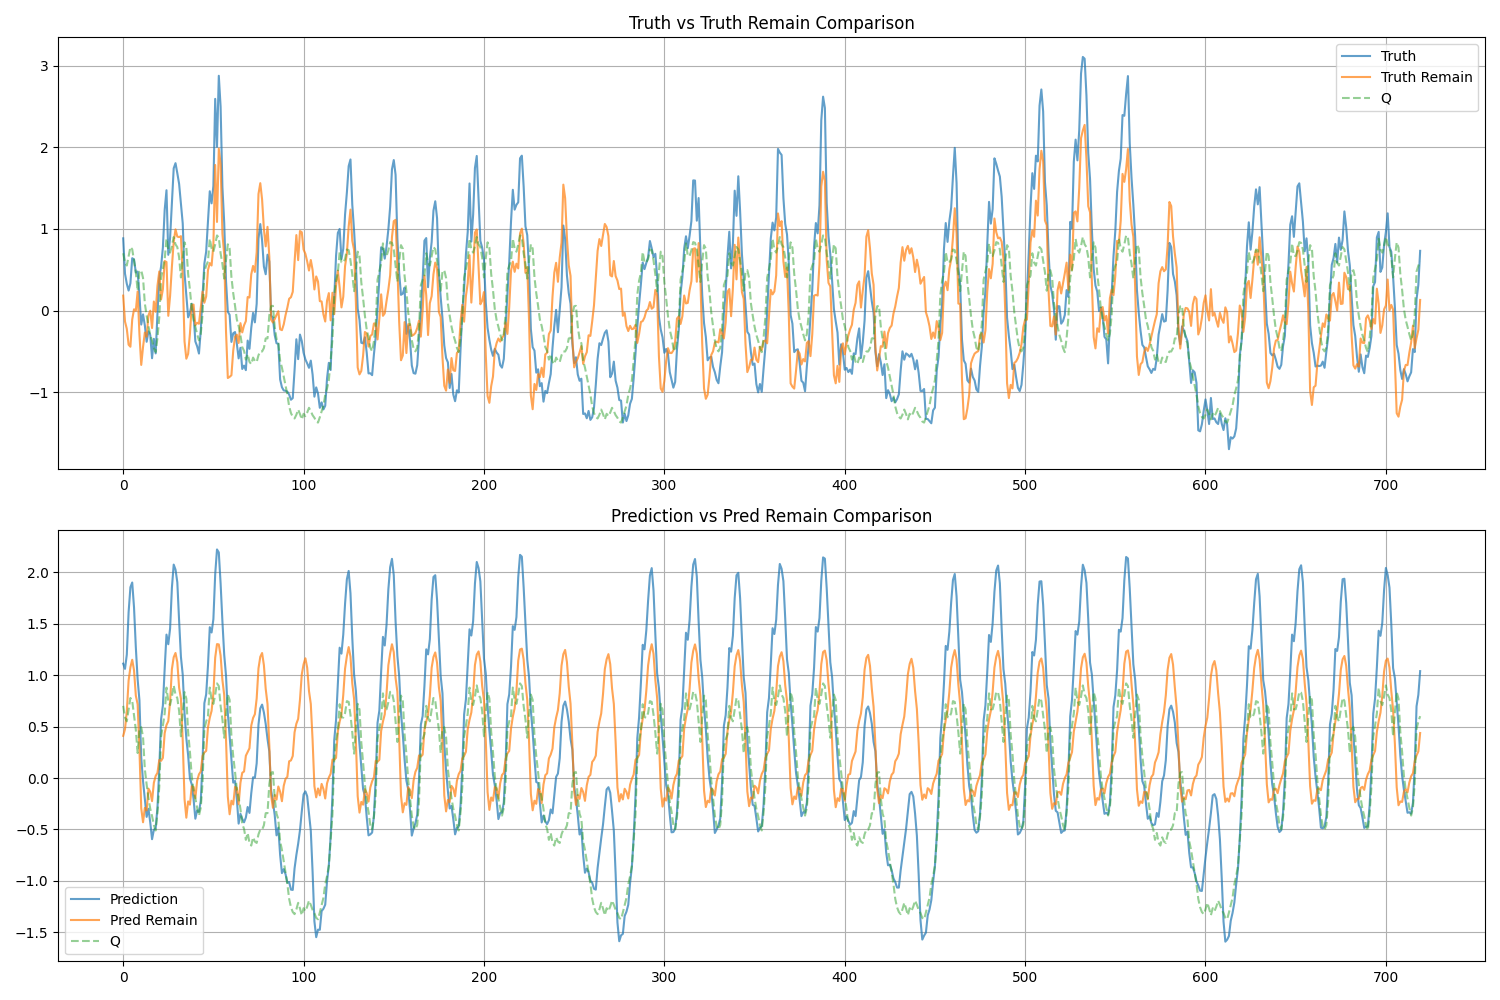 Truth vs Truth Remain Comparison
3
2
1
0
−1
Truth
Truth Remain
Q
0 100 200 300 400 500 600 700
Prediction vs Pred Remain Comparison
2.0
1.5
1.0
0.5
0.0
−0.5
−1.0
−1.5
Prediction
Pred Remain
Q
0 100 200 300 400 500 600 700